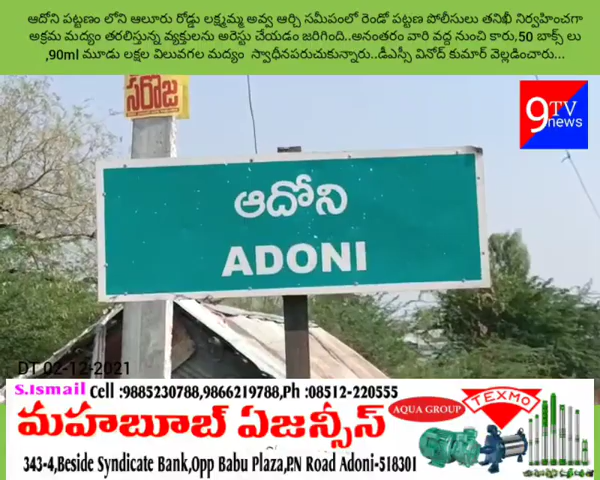 ఆదోని పట్టణం లోని ఆలూరు రోడ్డు లక్ష్మమ్మ అవ్వ ఆర్చి సమీపంలో రెండో పట్టణ పోలీసులు తనిఖీ నిర్వహించగా
అక్రమ మద్యం తరలిస్తున్న వ్యక్తులను అరెస్టు చేయడం జరిగింది..అనంతరం వారి వద్ద నుంచి కారు,50 బాక్స్ లు
,90ml మూడు లక్షల విలువగల మద్యం స్వాధీనపరుచుకున్నారు..డీఎస్పీ వినోద్ కుమార్ వెల్లడించారు...
సరోజ
9 TV
news
ఆదోని
ADONI
DT 02-12-2021
S.Ismail Cell :9885230788,9866219788,Ph :08512-220555
మహబూబ్ ఏజన్సీస్
AQUA GROUP
TEXMO
343-4,Beside Syndicate Bank,Opp Babu Plaza,P.N Road Adoni-518301